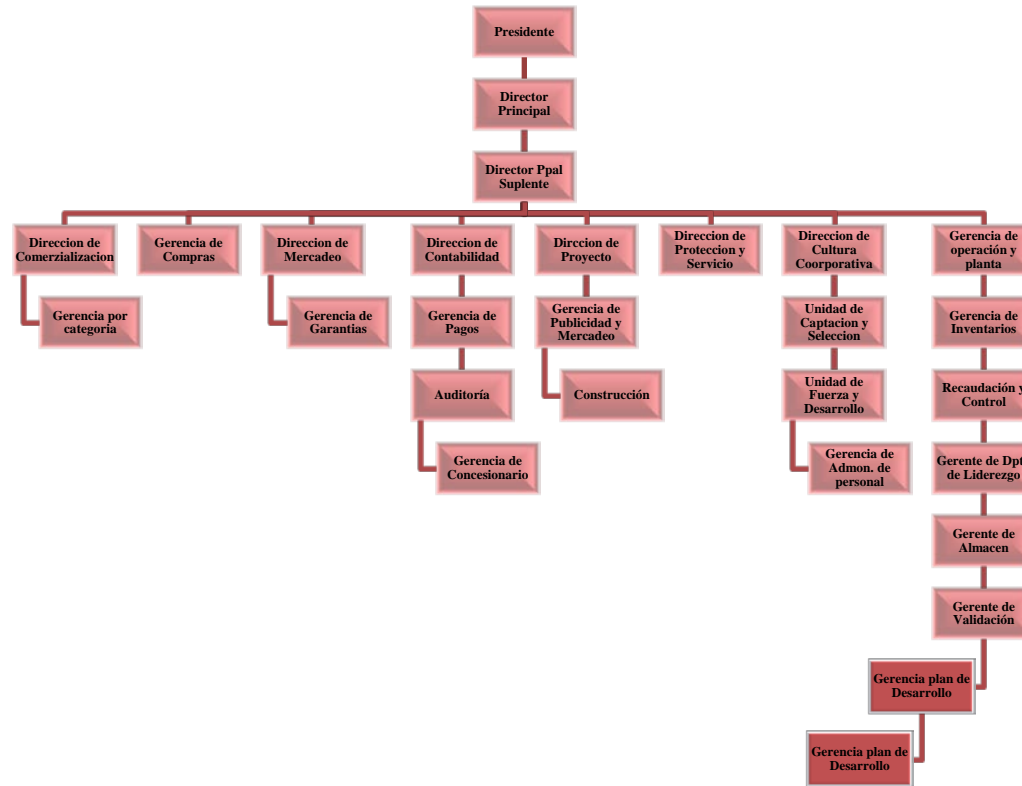 Presidente
Director
Principal
Director Ppal
Suplente
Direccion de
Comerzializacion
Gerencia de
Compras
Direccion de
Mercadeo
Direccion de
Contabilidad
Dirccion de
Proyecto
Direccion de
Proteccion y
Servicio
Direccion de
Cultura
Coorporativa
Gerencia de
operación y
planta
Gerencia por
categoria
Gerencia de
Garantias
Gerencia de
Pagos
Gerencia de
Publicidad y
Mercadeo
Unidad de
Captacion y
Seleccion
Gerencia de
Inventarios
Auditoría
Construcción
Unidad de
Fuerza y
Desarrollo
Recaudación y
Control
Gerencia de
Concesionario
Gerencia de
Admon. de
personal
Gerente de Dpt
de Liderezgo
Gerente de
Almacen
Gerente de
Validación
Gerencia plan de
Desarrollo
Gerencia plan de
Desarrollo